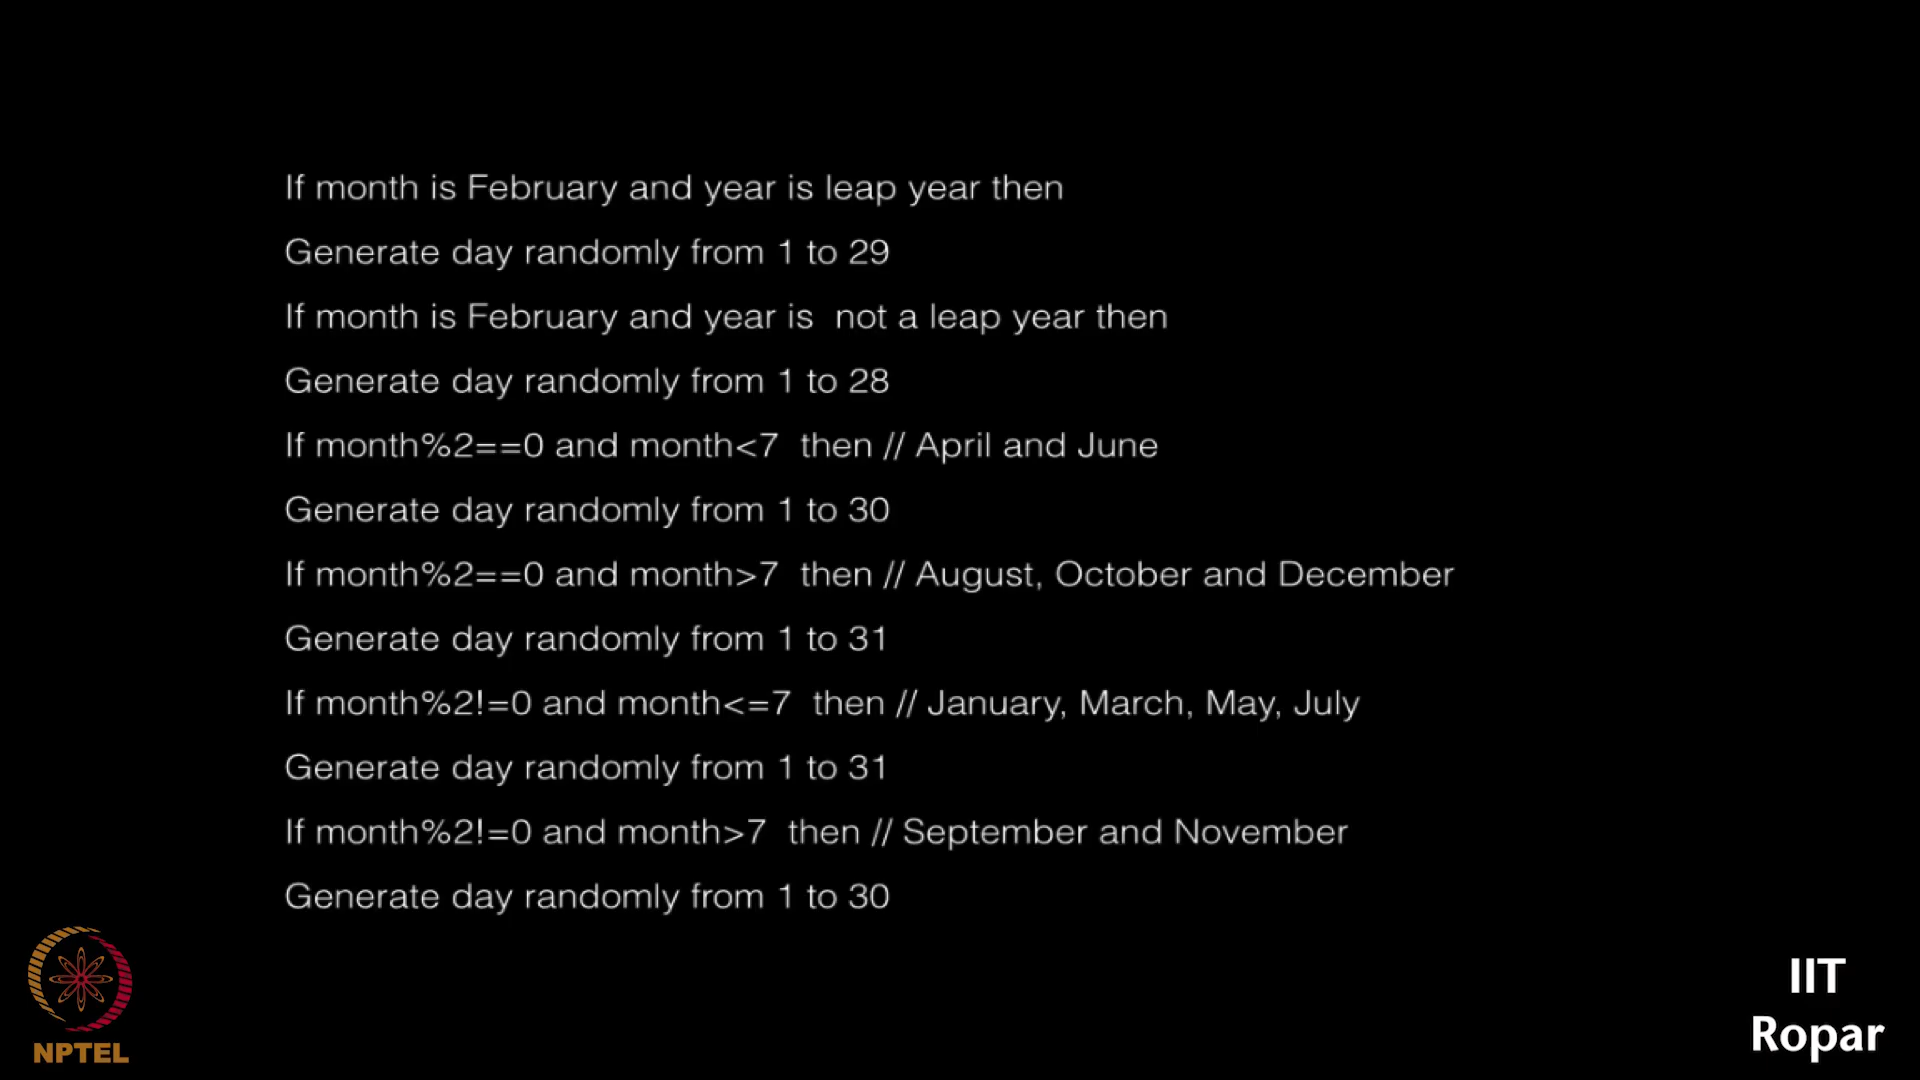 If month is February and year is leap year then
Generate day randomly from 1 to 29
If month is February and year is  not a leap year then
Generate day randomly from 1 to 28
If month%2==0 and month<7  then // April and June
Generate day randomly from 1 to 30
If month%2==0 and month>7  then // August, October and December
Generate day randomly from 1 to 31
If month%2!=0 and month<=7  then // January, March, May, July
Generate day randomly from 1 to 31
If month%2!=0 and month>7  then // September and November
Generate day randomly from 1 to 30
NPTEL
IIT
Ropar